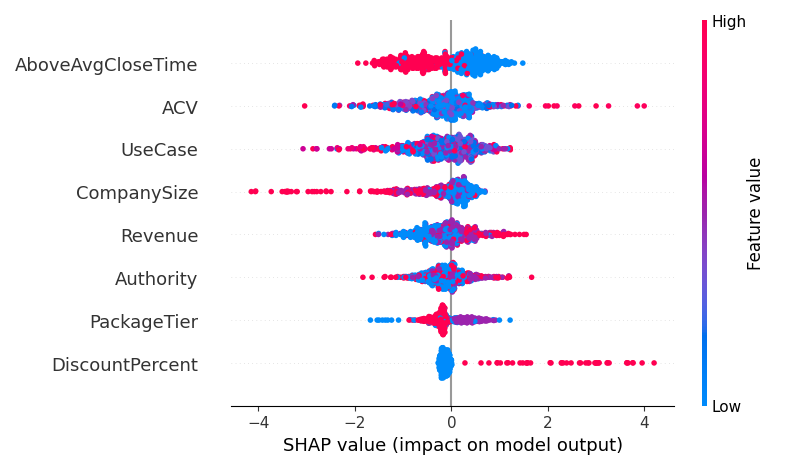 High
AboveAvgCloseTime
ACV
UseCase
CompanySize
Revenue
Authority
PackageTier
DiscountPercent
Feature value
Low
−4 −2 0 2 4
SHAP value (impact on model output)